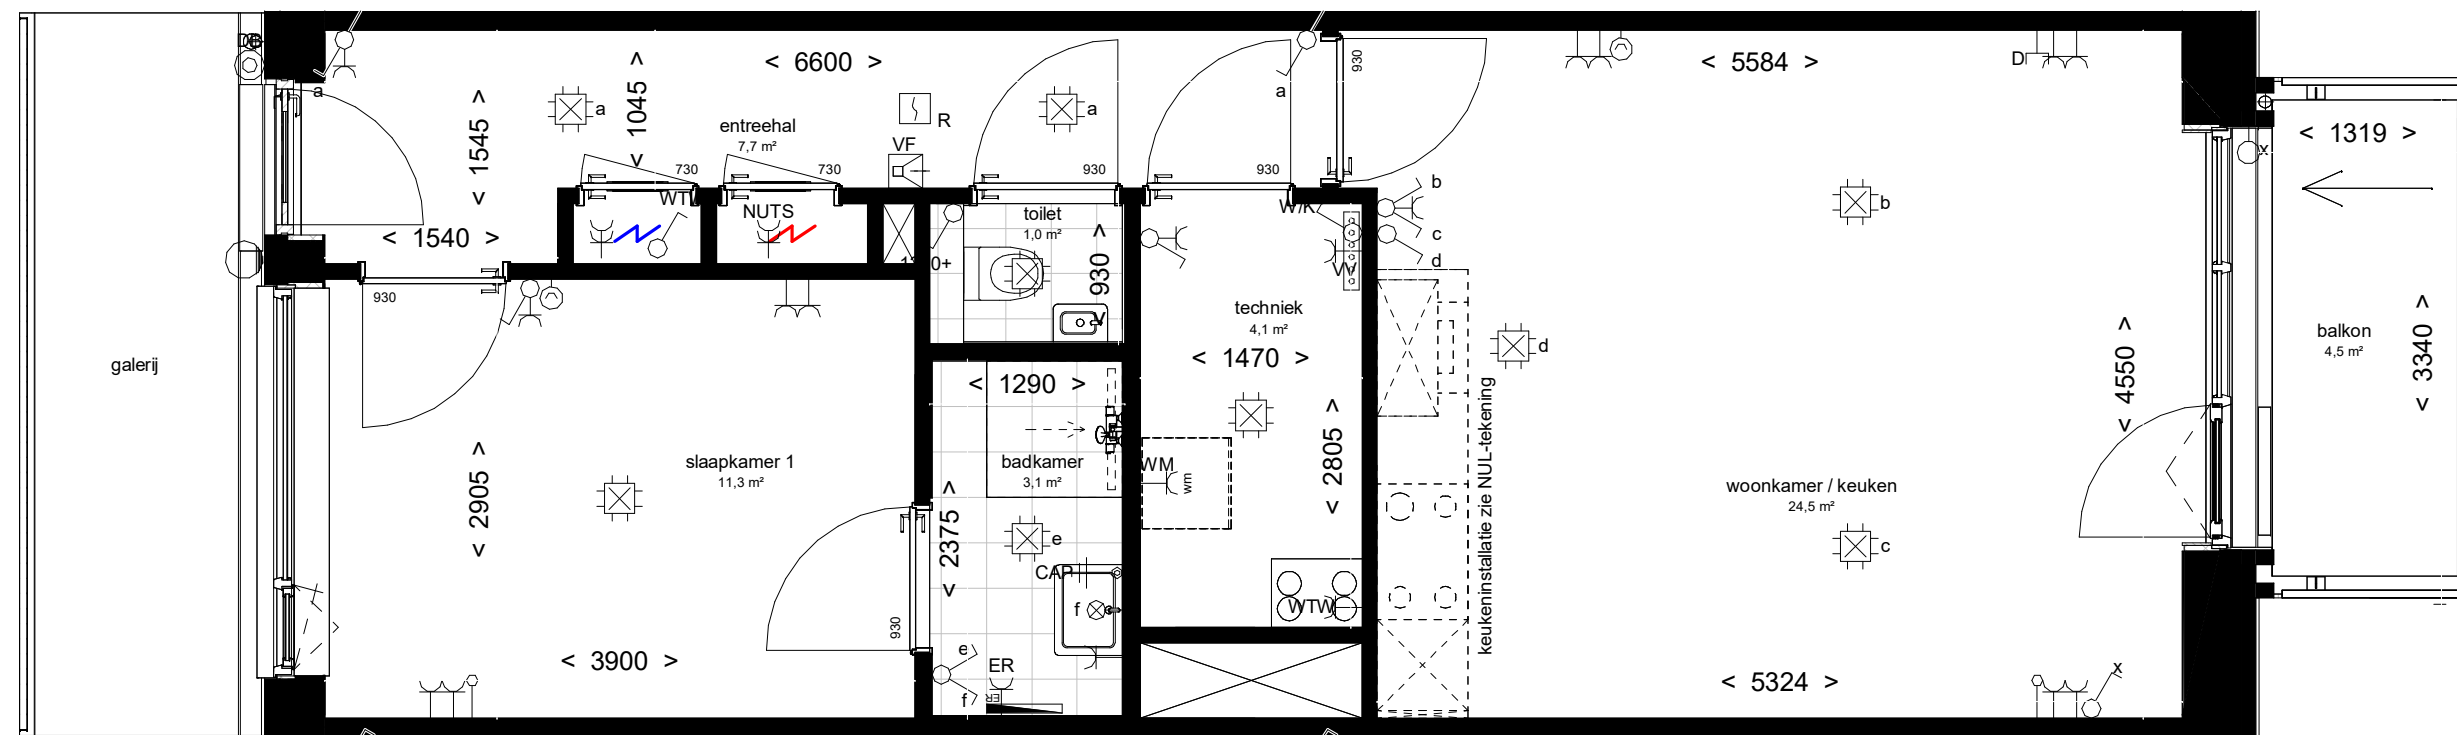 < 6600 >
< 5584 >
930
D
a
a
a
a
R
< 1545 >
< 1045 >
entreehal
7,7 m²
VF
730
730
930
930
< 1319 >
x
WTW
NUTS
toilet
1,0 m²
W/K
b
c
d
b
< 1540 >
< 930 >
VV
930
techniek
4,1 m²
< 1470 >
d
balkon
4,5 m²
< 3340 >
< 4550 >
galerij
< 1290 >
slaapkamer 1
11,3 m²
badkamer
3,1 m²
WM
wm
< 2805 >
keukeninstallatie zie NUL-tekening
woonkamer / keuken
24,5 m²
< 2905 >
< 2375 >
e
c
CAP
f
WTW
930
< 3900 >
e
ER
f
ER
< 5324 >
x